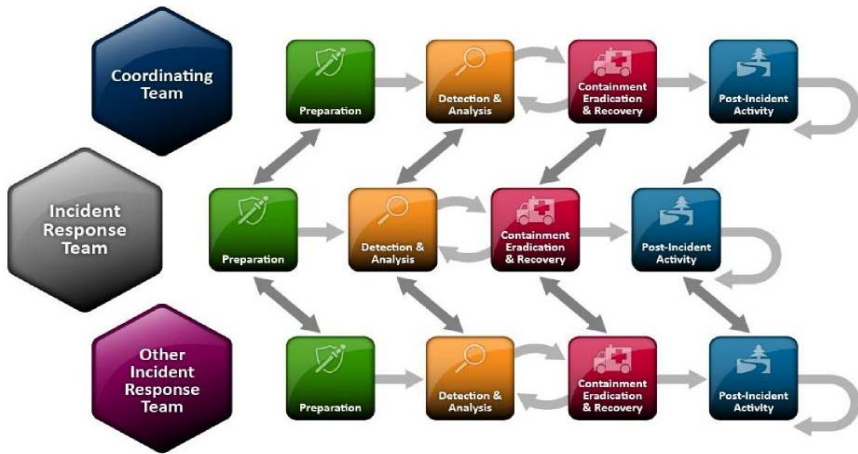 Coordinating
Team
Preparation
Detection &
Analysis
Containment
Eradication
& Recovery
Post-Incident
Activity
Incident
Response
Team
Preparation
Detection &
Analysis
Containment
Eradication
& Recovery
Post-Incident
Activity
Other
Incident
Response
Team
Preparation
Detection &
Analysis
Containment
Eradication
& Recovery
Post-Incident
Activity